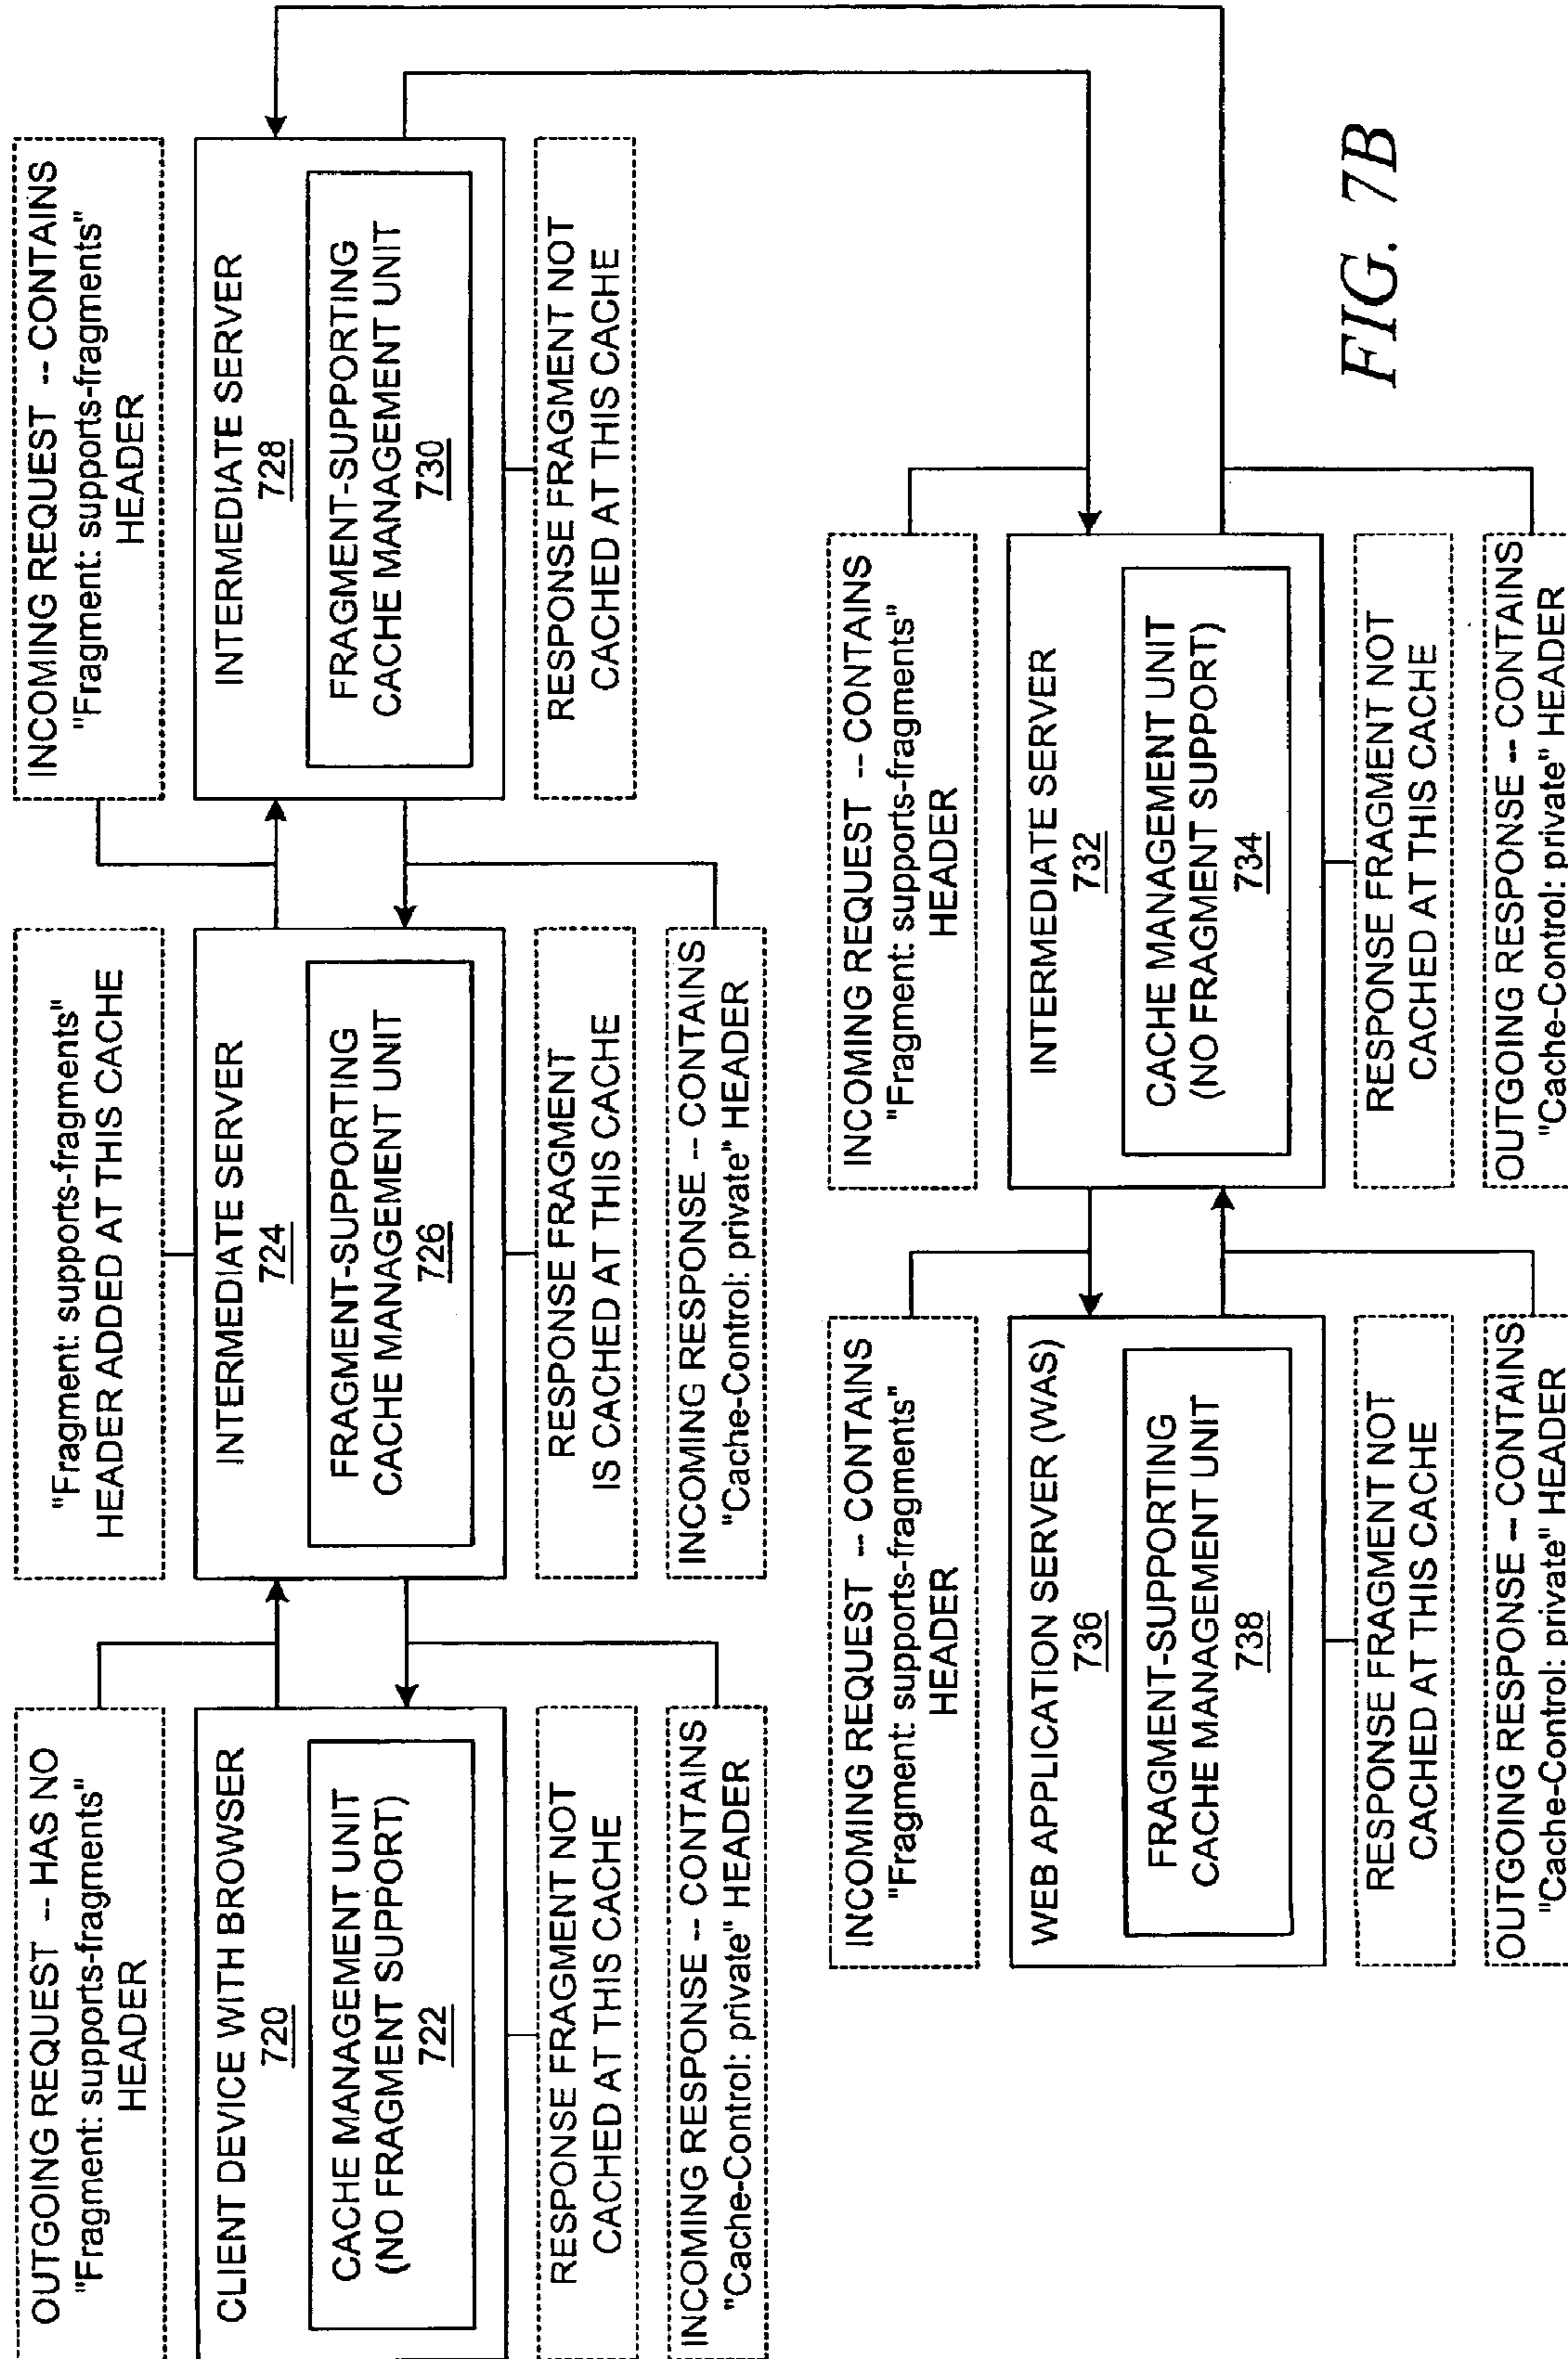 OUTGOING REQUEST -- HAS NO
"Fragment: supports-fragments"
HEADER
CLIENT DEVICE WITH BROWSER
720
CACHE MANAGEMENT UNIT
(NO FRAGMENT SUPPORT)
722
RESPONSE FRAGMENT NOT
CACHED AT THIS CACHE
INCOMING RESPONSE -- CONTAINS
"Cache-Control: private" HEADER
"Fragment: supports-fragments"
HEADER ADDED AT THIS CACHE
INTERMEDIATE SERVER
724
FRAGMENT-SUPPORTING
CACHE MANAGEMENT UNIT
726
RESPONSE FRAGMENT
IS CACHED AT THIS CACHE
INCOMING RESPONSE -- CONTAINS
"Cache-Control: private" HEADER
INCOMING REQUEST -- CONTAINS
"Fragment: supports-fragments"
HEADER
INTERMEDIATE SERVER
728
FRAGMENT-SUPPORTING
CACHE MANAGEMENT UNIT
730
RESPONSE FRAGMENT NOT
CACHED AT THIS CACHE
INCOMING REQUEST -- CONTAINS
"Fragment: supports-fragments"
HEADER
WEB APPLICATION SERVER (WAS)
736
FRAGMENT-SUPPORTING
CACHE MANAGEMENT UNIT
738
RESPONSE FRAGMENT NOT
CACHED AT THIS CACHE
OUTGOING RESPONSE -- CONTAINS
"Cache-Control: private" HEADER
INCOMING REQUEST -- CONTAINS
"Fragment: supports-fragments"
HEADER
INTERMEDIATE SERVER
732
CACHE MANAGEMENT UNIT
(NO FRAGMENT SUPPORT)
734
RESPONSE FRAGMENT NOT
CACHED AT THIS CACHE
OUTGOING RESPONSE -- CONTAINS
"Cache-Control: private" HEADER
FIG. 7B